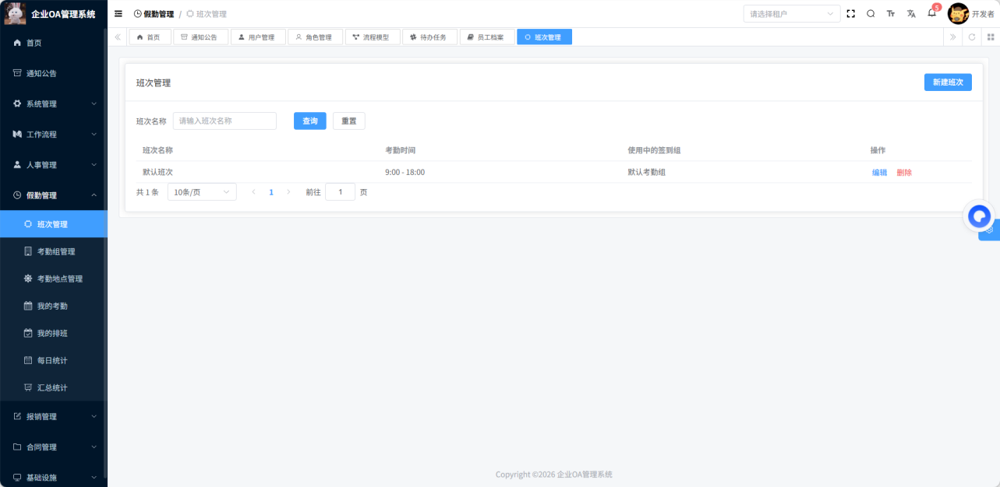 企业OA管理系统
假勤管理 / 班次管理
请选择租户
5
开发者
首页 通知公告 用户管理 角色管理 流程模型 待办任务 员工档案 班次管理
首页
通知公告
系统管理
工作流程
人事管理
假勤管理
班次管理
考勤组管理
考勤地点管理
我的考勤
我的排班
每日统计
汇总统计
报销管理
合同管理
基础设施
班次管理
新建班次
班次名称 请输入班次名称 查询 重置
班次名称 考勤时间 使用中的签到组 操作
默认班次 9:00 - 18:00 默认考勤组 编辑 删除
共 1 条 10条/页 1 前往 1 页
Copyright ©2026 企业OA管理系统